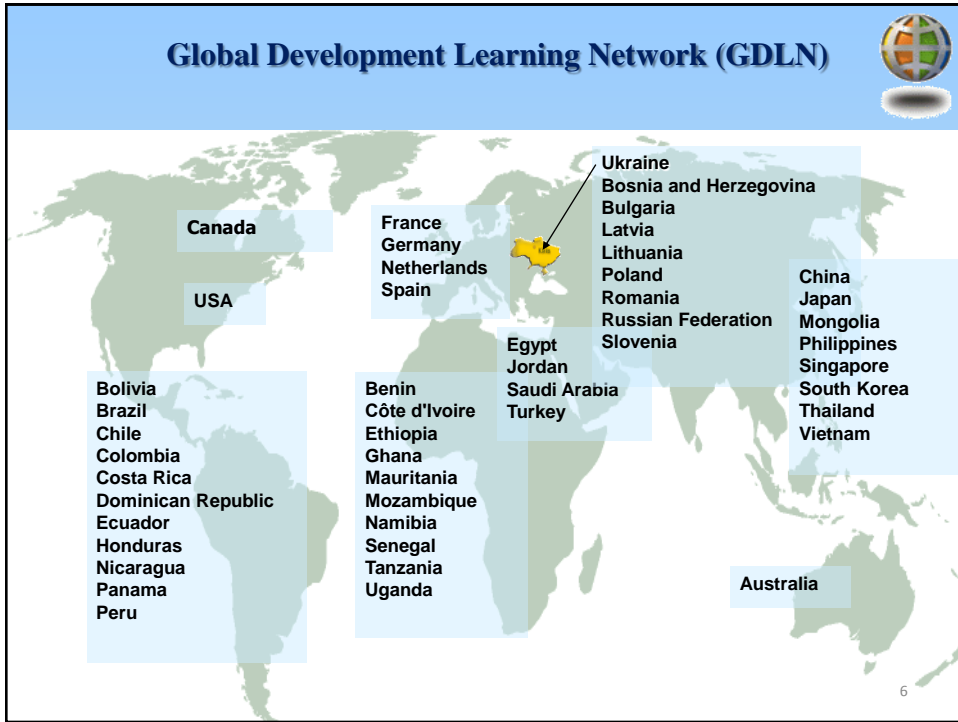 Global Development Learning Network (GDLN)
Canada
USA
Bolivia
Brazil
Chile
Colombia
Costa Rica
Dominican Republic
Ecuador
Honduras
Nicaragua
Panama
Peru
France
Germany
Netherlands
Spain
Benin
Côte d'Ivoire
Ethiopia
Ghana
Mauritania
Mozambique
Namibia
Senegal
Tanzania
Uganda
Egypt
Jordan
Saudi Arabia
Turkey
Ukraine
Bosnia and Herzegovina
Bulgaria
Latvia
Lithuania
Poland
Romania
Russian Federation
Slovenia
China
Japan
Mongolia
Philippines
Singapore
South Korea
Thailand
Vietnam
Australia
6